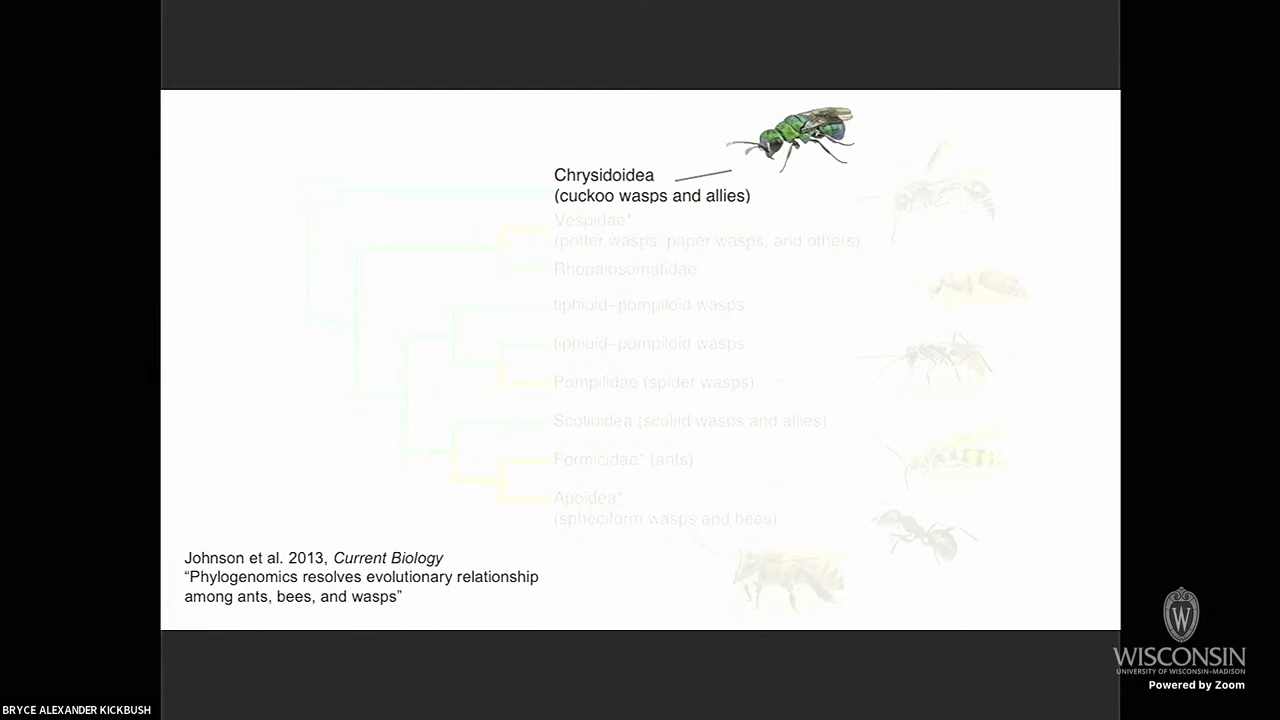 Chrysidoidea
(cuckoo wasps and allies)
Vespidae*
(potter wasps, paper wasps, and others)
Rhopalosomatidae
tiphioid–pompiloid wasps
tiphioid–pompiloid wasps
Pompilidae (spider wasps)
Scolioidea (scoliid wasps and allies)
Formicidae* (ants)
Apoidea*
(spheciform wasps and bees)
Johnson et al. 2013, Current Biology
“Phylogenomics resolves evolutionary relationship
among ants, bees, and wasps”
W
WISCONSIN
UNIVERSITY OF WISCONSIN–MADISON
Powered by Zoom
BRYCE ALEXANDER KICKBUSH